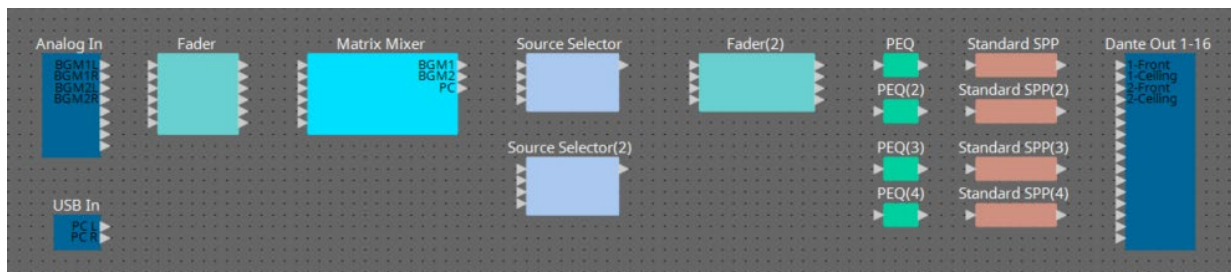 Analog In
BGM1L
BGM1R
BGM2L
BGM2R
Fader
Matrix Mixer
BGM1
BGM2
PC
Source Selector
Fader(2)
PEQ
Standard SPP
Dante Out 1-16
1-Front
1-Ceiling
2-Front
2-Ceiling
PEQ(2)
Standard SPP(2)
Source Selector(2)
PEQ(3)
Standard SPP(3)
PEQ(4)
Standard SPP(4)
USB In
PC L
PC R